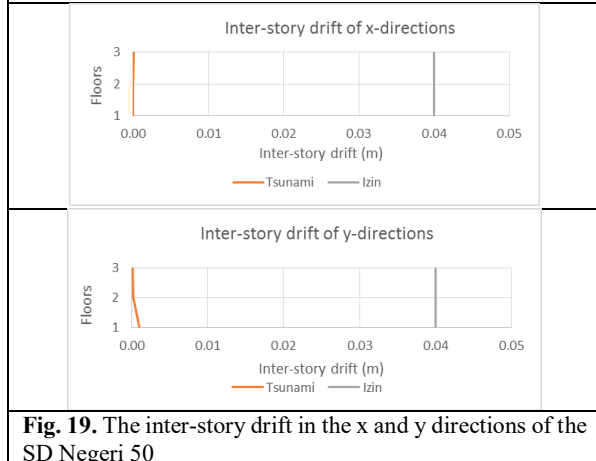 Inter-story drift of x-directions
3
2
1
Floors
0.00 0.01 0.02 0.03 0.04 0.05
Inter-story drift (m)
Tsunami Izin
Inter-story drift of y-directions
3
2
1
Floors
0.00 0.01 0.02 0.03 0.04 0.05
Inter-story drift (m)
Tsunami Izin
Fig. 19. The inter-story drift in the x and y directions of the
SD Negeri 50